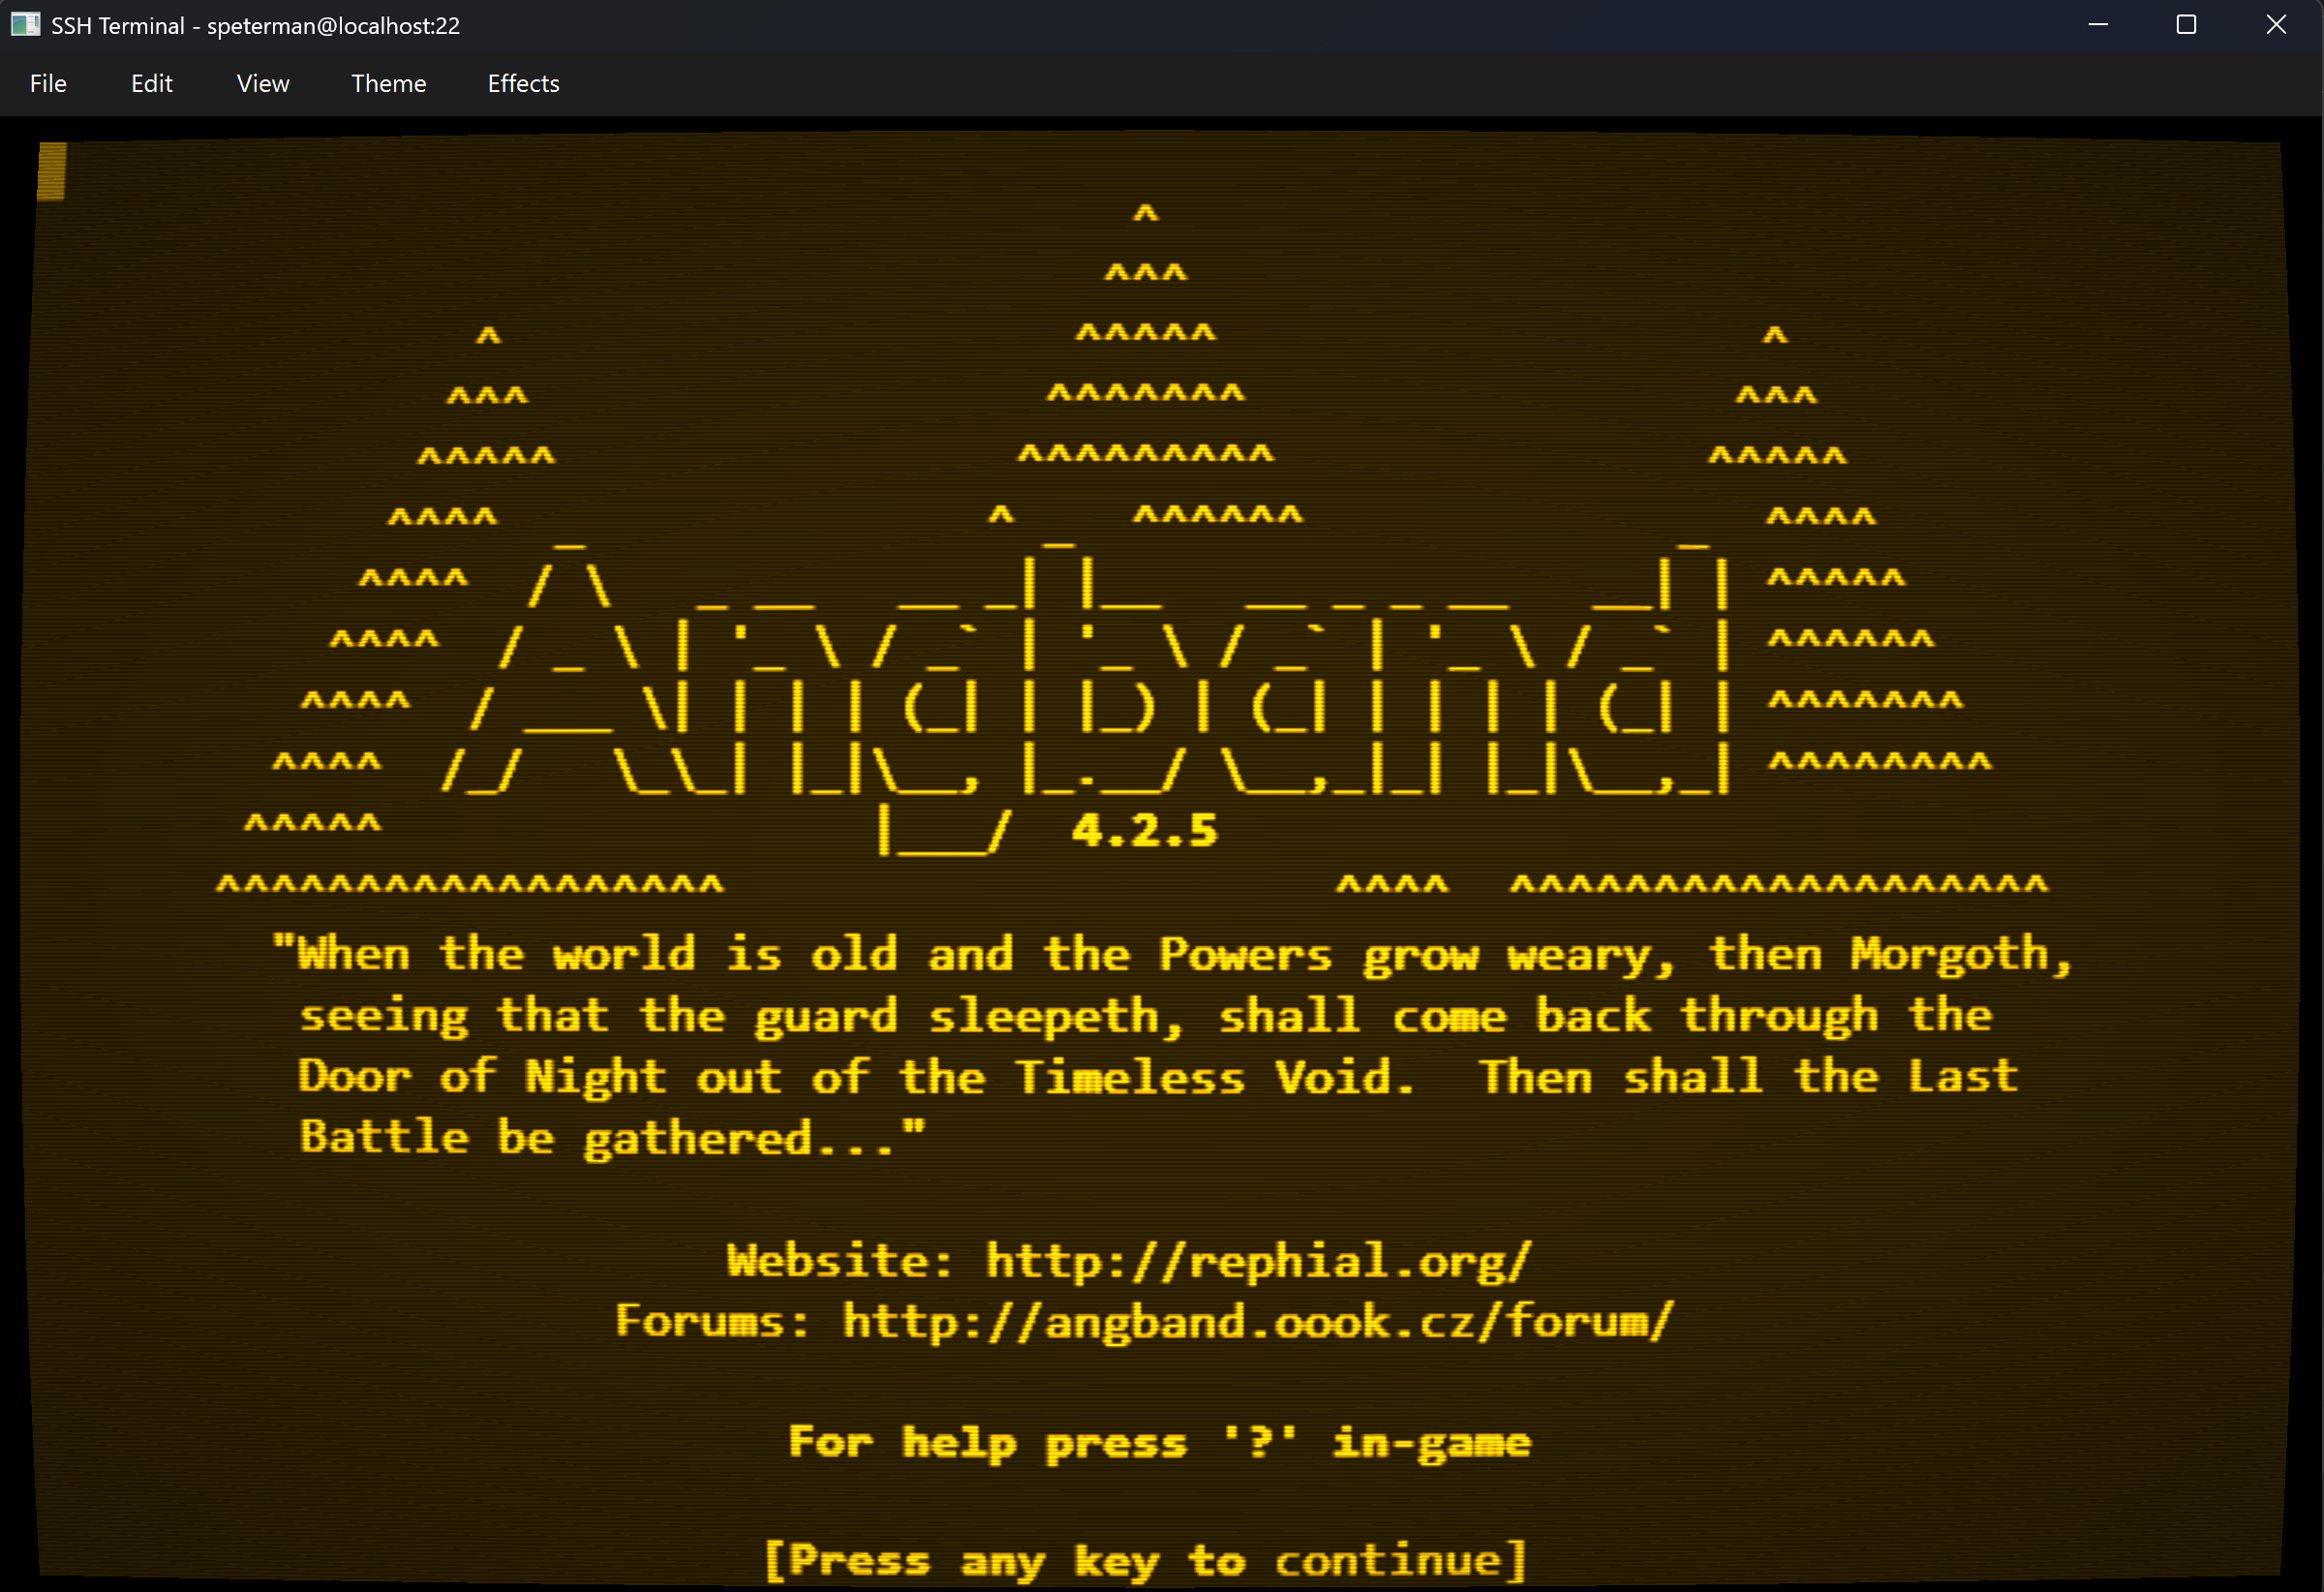 SSH Terminal - speterman@localhost:22
File Edit View Theme Effects
^
^^^
^ ^^^^^ ^
^^^ ^^^^^^^ ^^^
^^^^^ ^^^^^^^^^ ^^^^^
^^^^ ^ ^^^^^^ ^^^^
^^^^ ^^^^^
^^^^ ^^^^^^
^^^^ ^^^^^^^
^^^^ ^^^^^^^^
Angband
^^^^^ 4.2.5
^^^^^^^^^^^^^^^^^^ ^^^^ ^^^^^^^^^^^^^^^^^^^
"When the world is old and the Powers grow weary, then Morgoth,
seeing that the guard sleepeth, shall come back through the
Door of Night out of the Timeless Void.  Then shall the Last
Battle be gathered..."
Website: http://rephial.org/
Forums: http://angband.oook.cz/forum/
For help press '?' in-game
[Press any key to continue]